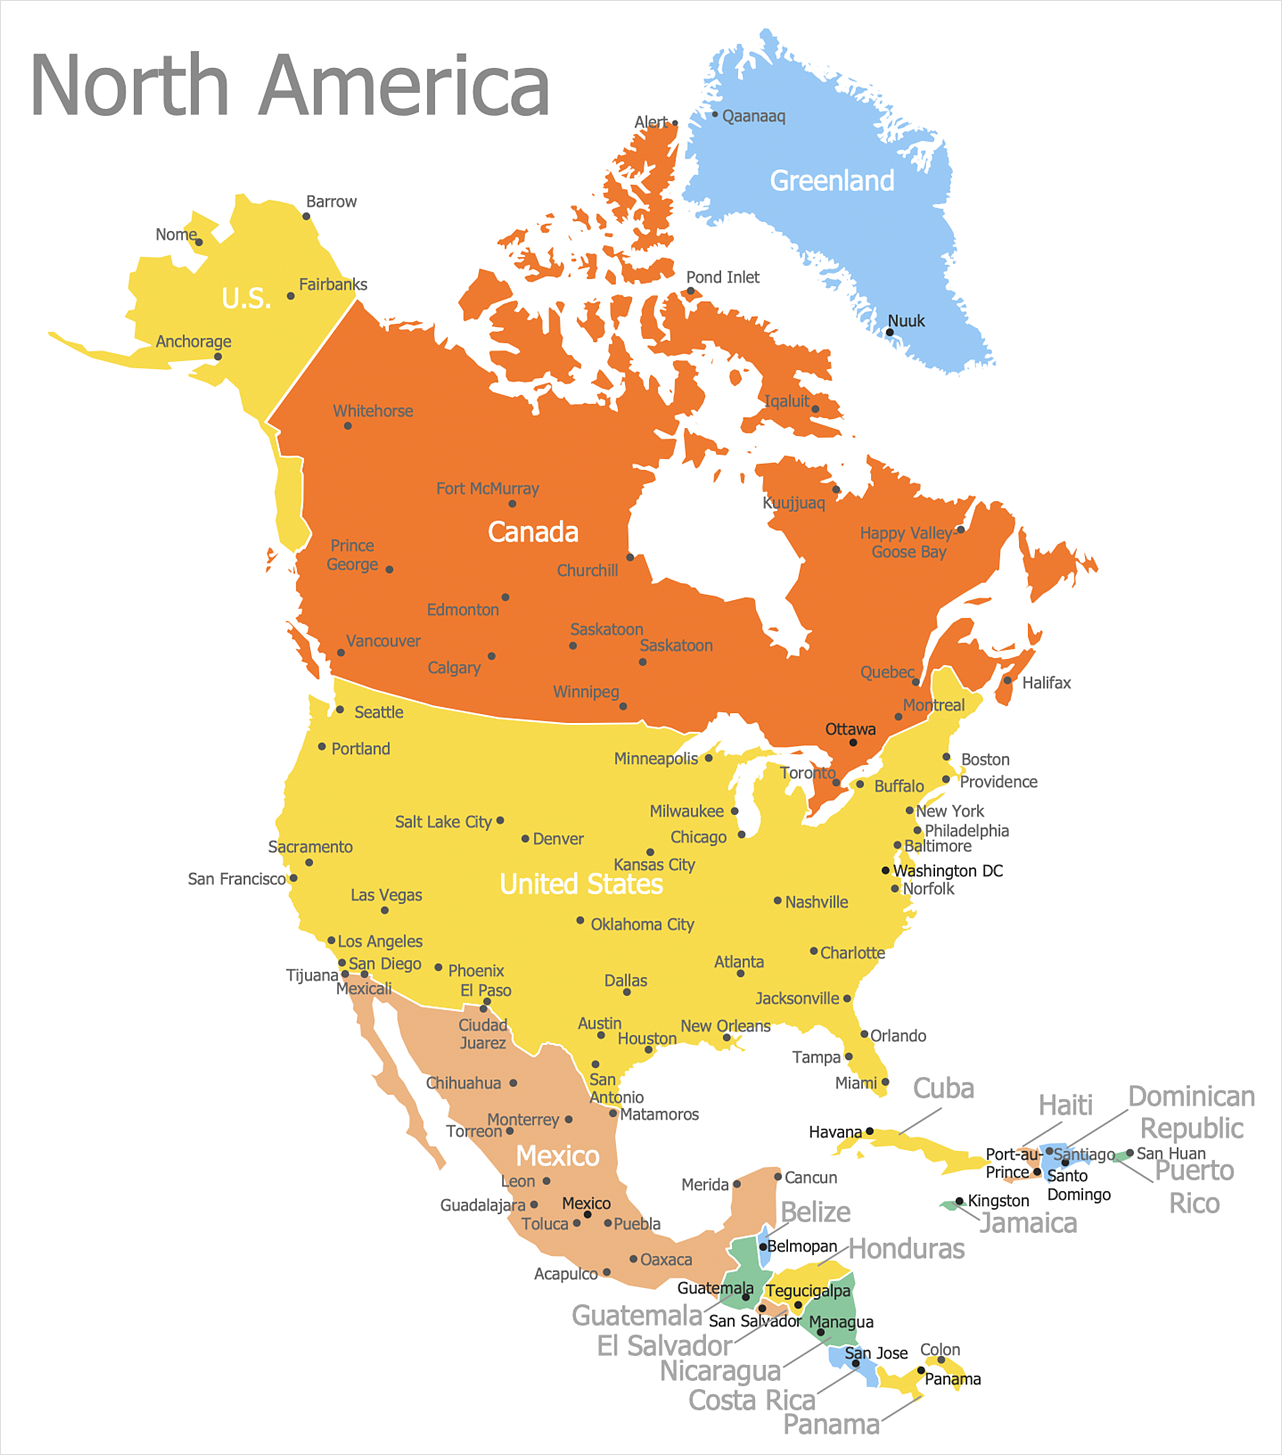 North America
Alert
Qaanaaq
Greenland
Barrow
Nome
Pond Inlet
Fairbanks
U.S.
Nuuk
Anchorage
Iqaluit
Whitehorse
Fort McMurray
Kuujjuaq
Canada
Happy Valley-
Goose Bay
Prince
George
Churchill
Edmonton
Saskatoon
Vancouver
Saskatoon
Calgary
Quebec
Halifax
Winnipeg
Montreal
Seattle
Ottawa
Portland
Minneapolis
Boston
Toronto
Providence
Buffalo
Milwaukee
New York
Salt Lake City
Philadelphia
Denver
Chicago
Baltimore
Sacramento
Kansas City
Washington DC
San Francisco
United States
Norfolk
Las Vegas
Nashville
Oklahoma City
Los Angeles
Charlotte
San Diego
Atlanta
Phoenix
Tijuana
Dallas
Mexicali
El Paso
Jacksonville
Ciudad
Juarez
Austin
New Orleans
Orlando
Houston
Tampa
San
Antonio
Chihuahua
Miami
Cuba
Dominican
Republic
Haiti
Matamoros
Monterrey
Torreon
Havana
Mexico
Port-au-
Prince
Santiago
San Huan
Puerto
Rico
Santo
Domingo
Leon
Merida
Cancun
Guadalajara
Mexico
Kingston
Belize
Toluca
Puebla
Jamaica
Belmopan
Honduras
Oaxaca
Acapulco
Guatemala
Tegucigalpa
Guatemala
San Salvador
Managua
El Salvador
San Jose
Colon
Nicaragua
Panama
Costa Rica
Panama